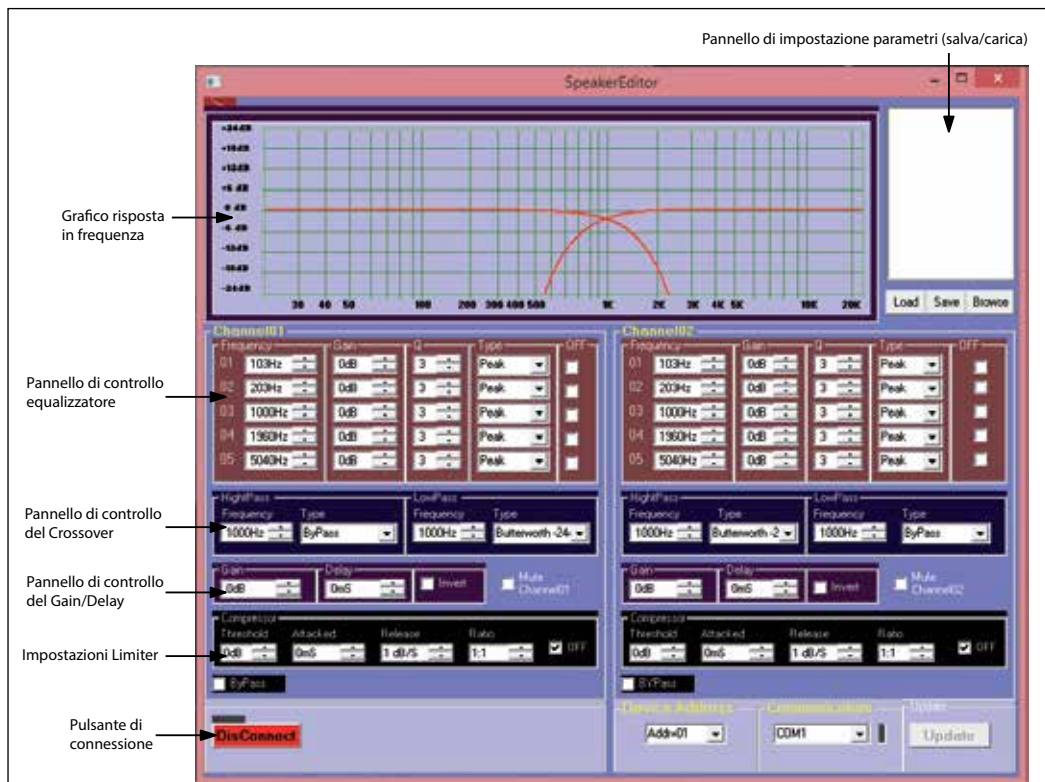 Pannello di impostazione parametri (salva/carica)
SpeakerEditor
+24dB
+18dB
+12dB
+6 dB
0 dB
-6 dB
-12dB
-18dB
-24dB
30 40 50 100 200 300 400 500 1K 2K 3K 4K 5K 10K 20K
Load Save Browse
Grafico risposta
in frequenza
Pannello di controllo
equalizzatore
Channel01
Frequency Gain Q Type OFF
01 103Hz 0dB 3 Peak
02 203Hz 0dB 3 Peak
03 1000Hz 0dB 3 Peak
04 1960Hz 0dB 3 Peak
05 5040Hz 0dB 3 Peak
Channel02
Frequency Gain Q Type OFF
01 103Hz 0dB 3 Peak
02 203Hz 0dB 3 Peak
03 1000Hz 0dB 3 Peak
04 1960Hz 0dB 3 Peak
05 5040Hz 0dB 3 Peak
Pannello di controllo
del Crossover
HightPass LowPass
Frequency Type Frequency Type
1000Hz ByPass 1000Hz Butterworth -24-
HightPass LowPass
Frequency Type Frequency Type
1000Hz Butterworth -2 1000Hz ByPass
Pannello di controllo
del Gain/Delay
Gain Delay
0dB 0mS Invert Mute
Channel01
Gain Delay
0dB 0mS Invert Mute
Channel02
Impostazioni Limiter
Compressor
Threshold Attacked Release Ratio
0dB 0mS 1 dB/S 1:1 OFF
ByPass
Compressor
Threshold Attacked Release Ratio
0dB 0mS 1 dB/S 1:1 OFF
BYPass
Pulsante di
connessione
DisConnect
Device Address Communication Update
Addr=01 COM1 Update